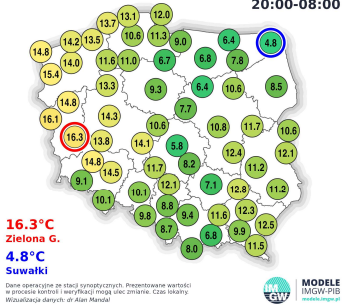 20:00-08:00
13.7 13.1 12.0
14.8 14.2 13.5 10.6 11.3 9.0 6.4 4.8
15.4 14.0 11.6 11.0 6.7 6.8 7.8
13.3 9.3 6.4 10.6 8.5
14.8 7.7
16.1 14.3 10.6 10.8 11.7 10.6
16.3 13.8 14.1 5.8 12.4 12.1
14.8 14.5 11.7 8.2 11.2
9.1 12.1 7.1 12.8 11.2
10.1 10.1 8.8
9.8 9.4 11.6 12.3 12.5
8.7 6.8 9.9
8.0 11.5
16.3°C
Zielona G.
4.8°C
Suwałki
Dane operacyjne ze stacji synoptycznych. Prezentowane wartości
w procesie kontroli i weryfikacji mogą ulec zmianie. Czas lokalny.
Wizualizacja danych: dr Alan Mandal
IM
GW
MODELE
IMGW-PIB
modele.imgw.pl